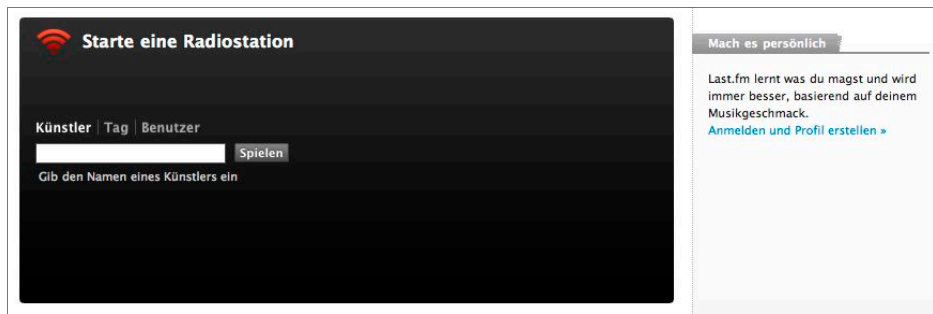 Starte eine Radiostation
Künstler | Tag | Benutzer
Spielen
Gib den Namen eines Künstlers ein
Mach es persönlich
Last.fm lernt was du magst und wird
immer besser, basierend auf deinem
Musikgeschmack.
Anmelden und Profil erstellen »